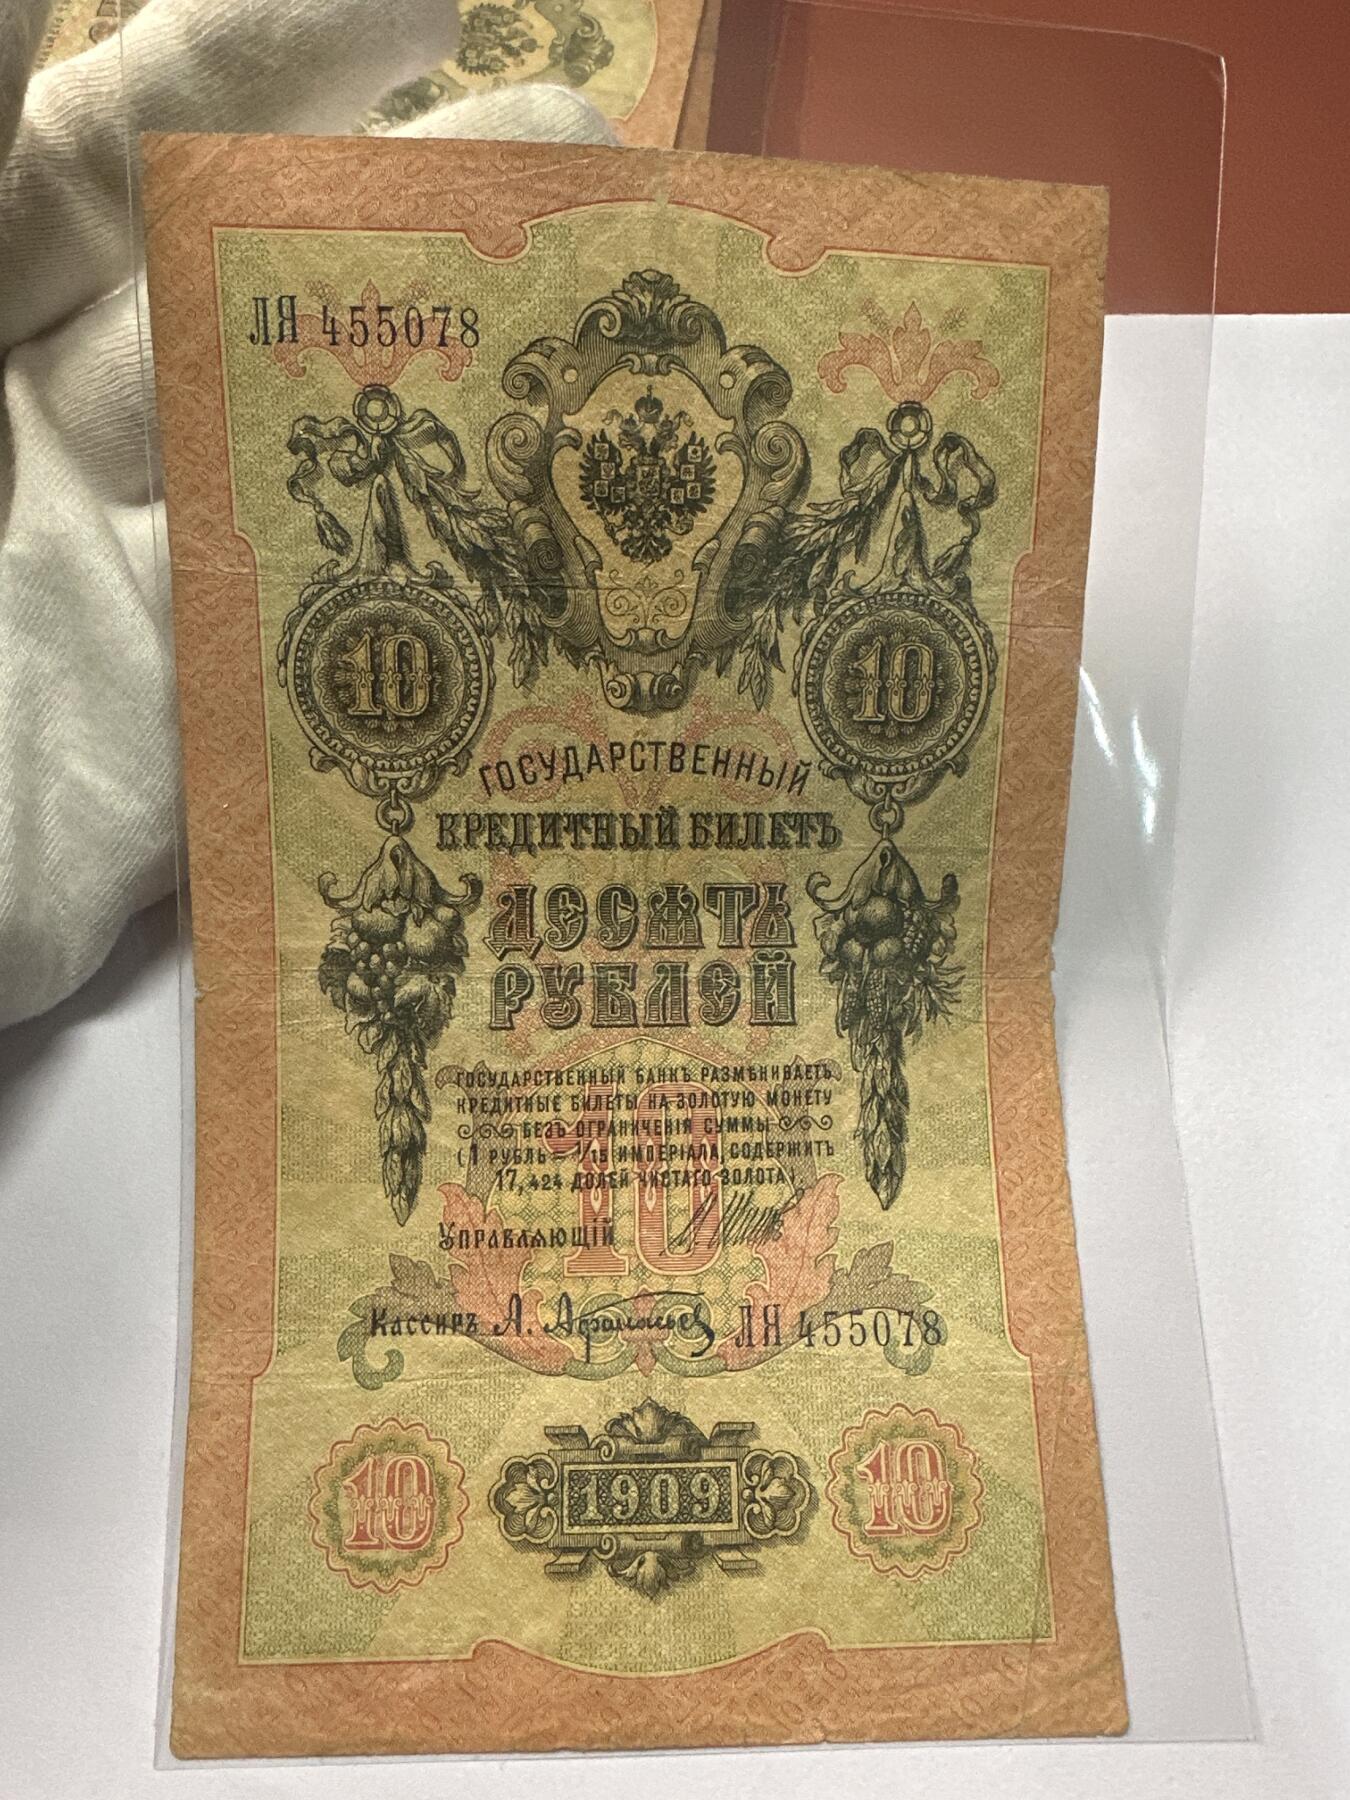 ЛЯ 455078
10 10
ГОСУДАРСТВЕННЫЙ
КРЕДИТНЫЙ БИЛЕТЪ
ДЕСЯТЬ
РУБЛЕЙ
10
ГОСУДАРСТВЕННЫЙ БАНКЪ РАЗМѢНИВАЕТЪ
КРЕДИТНЫЕ БИЛЕТЫ НА ЗОЛОТУЮ МОНЕТУ
БЕЗЪ ОГРАНИЧЕНІЯ СУММЫ
(1 РУБЛЬ = 1/15 ИМПЕРІАЛА, СОДЕРЖИТЪ
17,424 ДОЛЕЙ ЧИСТАГО ЗОЛОТА).
УПРАВЛЯЮЩІЙ
Кассиръ А. Афанасьев ЛЯ 455078
10 1909 10